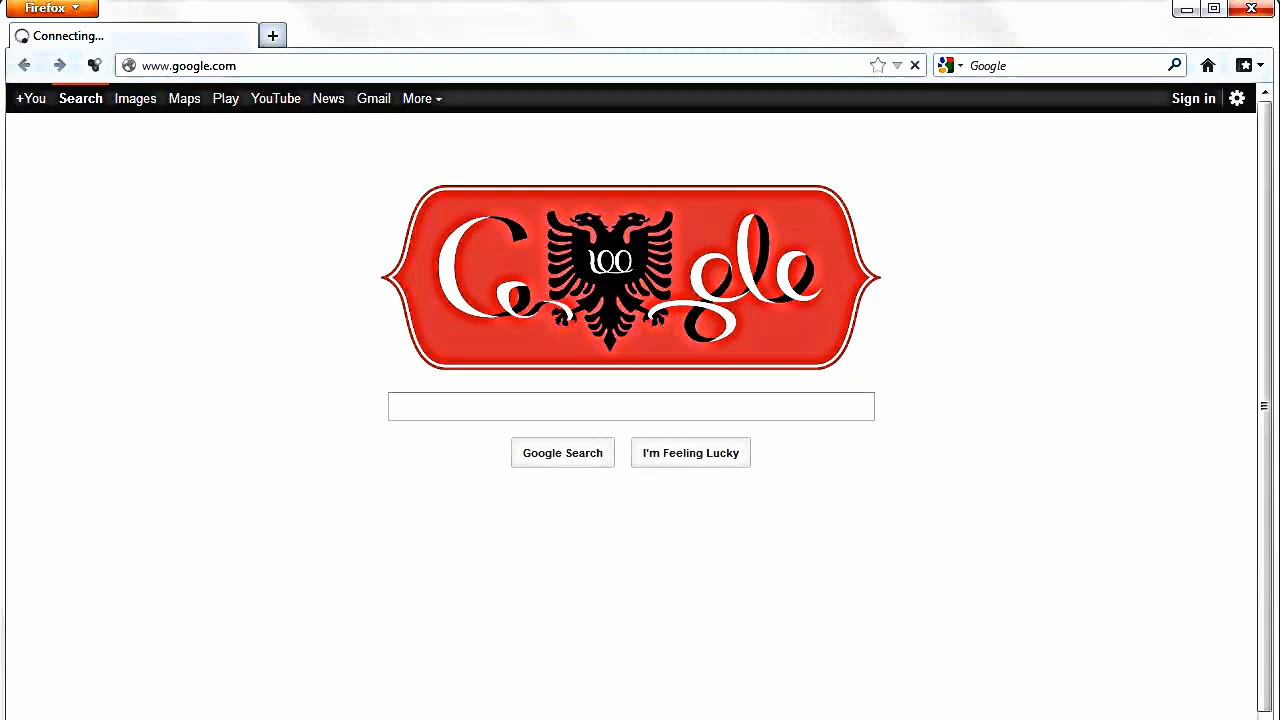 Firefox
Connecting...
www.google.com
Google
+You Search Images Maps Play YouTube News Gmail More
Sign in
Google
100
Google Search
I'm Feeling Lucky